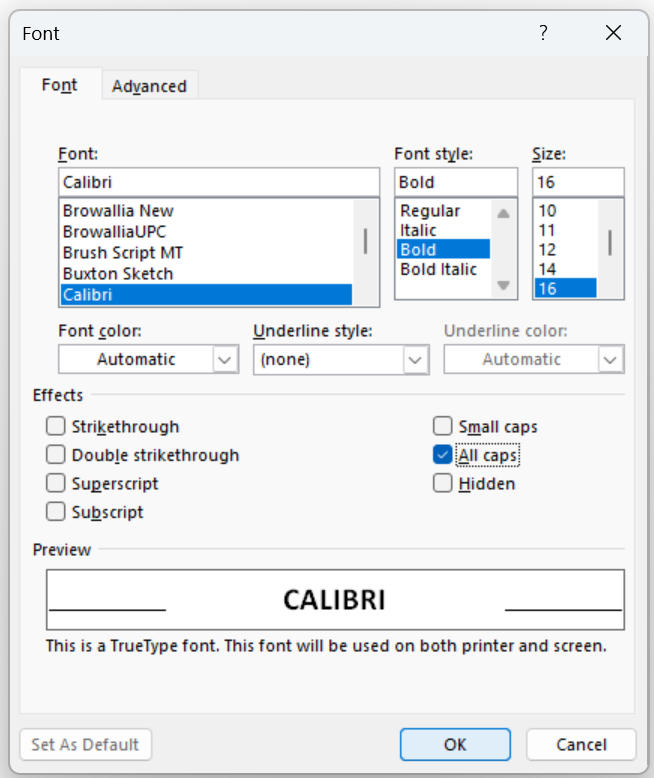 Font ?
Font Advanced
Font: Font style: Size:
Calibri Bold 16
Browallia New Regular 10
BrowalliaUPC Italic 11
Brush Script MT Bold 12
Buxton Sketch Bold Italic 14
Calibri 16
Font color: Underline style: Underline color:
Automatic (none) Automatic
Effects
Strikethrough Small caps
Double strikethrough All caps
Superscript Hidden
Subscript
Preview
CALIBRI
This is a TrueType font. This font will be used on both printer and screen.
Set As Default OK Cancel